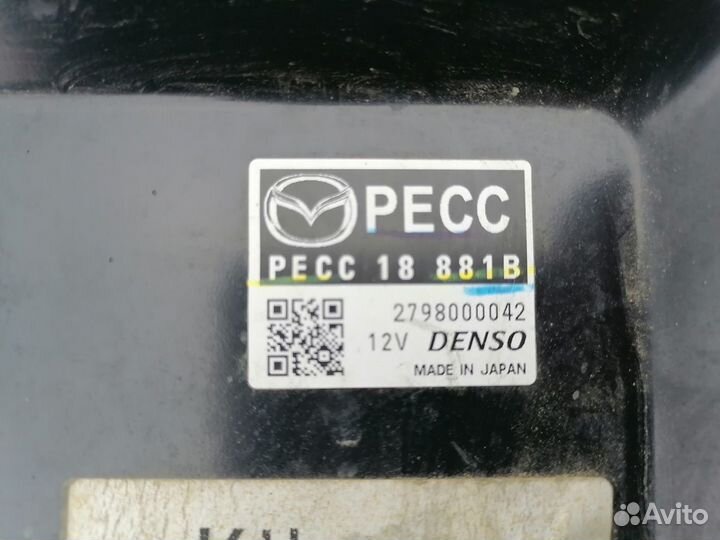 PECC
PECC 18 881B
2798000042
12V DENSO
MADE IN JAPAN
Avito